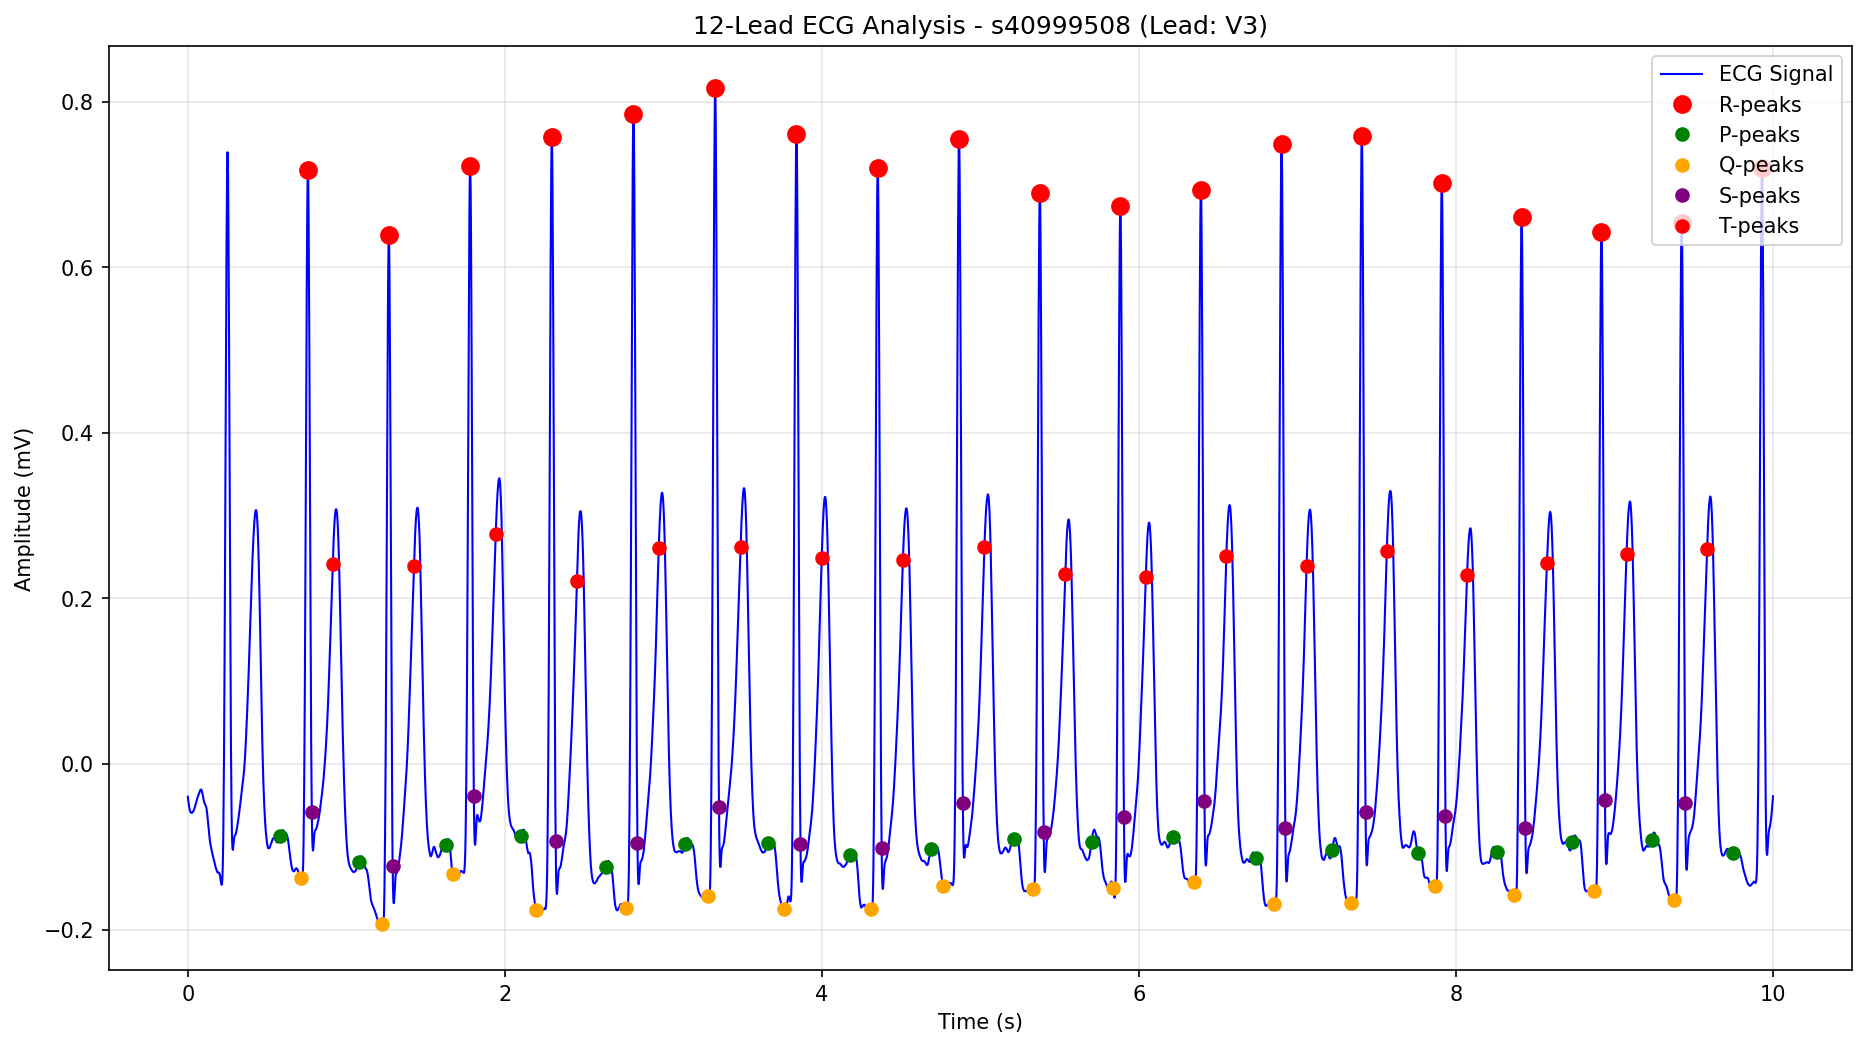 12-Lead ECG Analysis - s40999508 (Lead: V3)
ECG Signal
R-peaks
P-peaks
Q-peaks
S-peaks
T-peaks
Amplitude (mV)
0.8
0.6
0.4
0.2
0.0
−0.2
0 2 4 6 8 10
Time (s)